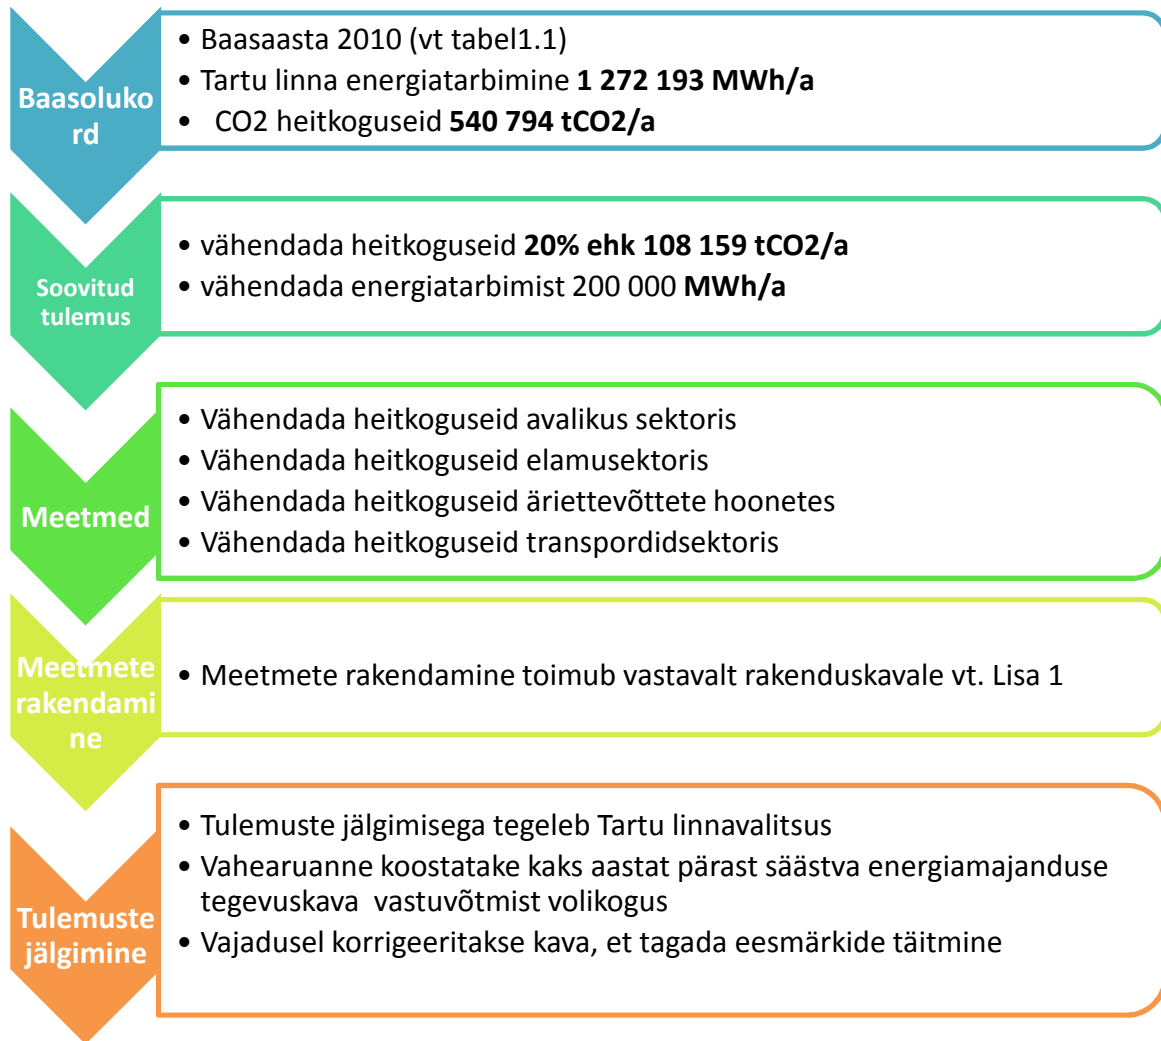 Baasoluko
rd
• Baasaasta 2010 (vt tabel1.1)
• Tartu linna energiatarbimine 1 272 193 MWh/a
• CO2 heitkoguseid 540 794 tCO2/a
Soovitud
tulemus
• vähendada heitkoguseid 20% ehk 108 159 tCO2/a
• vähendada energiatarbimist 200 000 MWh/a
Meetmed
• Vähendada heitkoguseid avalikus sektoris
• Vähendada heitkoguseid elamusektoris
• Vähendada heitkoguseid äriettevõttete hoonetes
• Vähendada heitkoguseid transpordidsektoris
Meetmete
rakendami
ne
• Meetmete rakendamine toimub vastavalt rakenduskavale vt. Lisa 1
Tulemuste
jälgimine
• Tulemuste jälgimisega tegeleb Tartu linnavalitsus
• Vahearuanne koostatake kaks aastat pärast säästva energiamajanduse
tegevuskava vastuvõtmist volikogus
• Vajadusel korrigeeritakse kava, et tagada eesmärkide täitmine